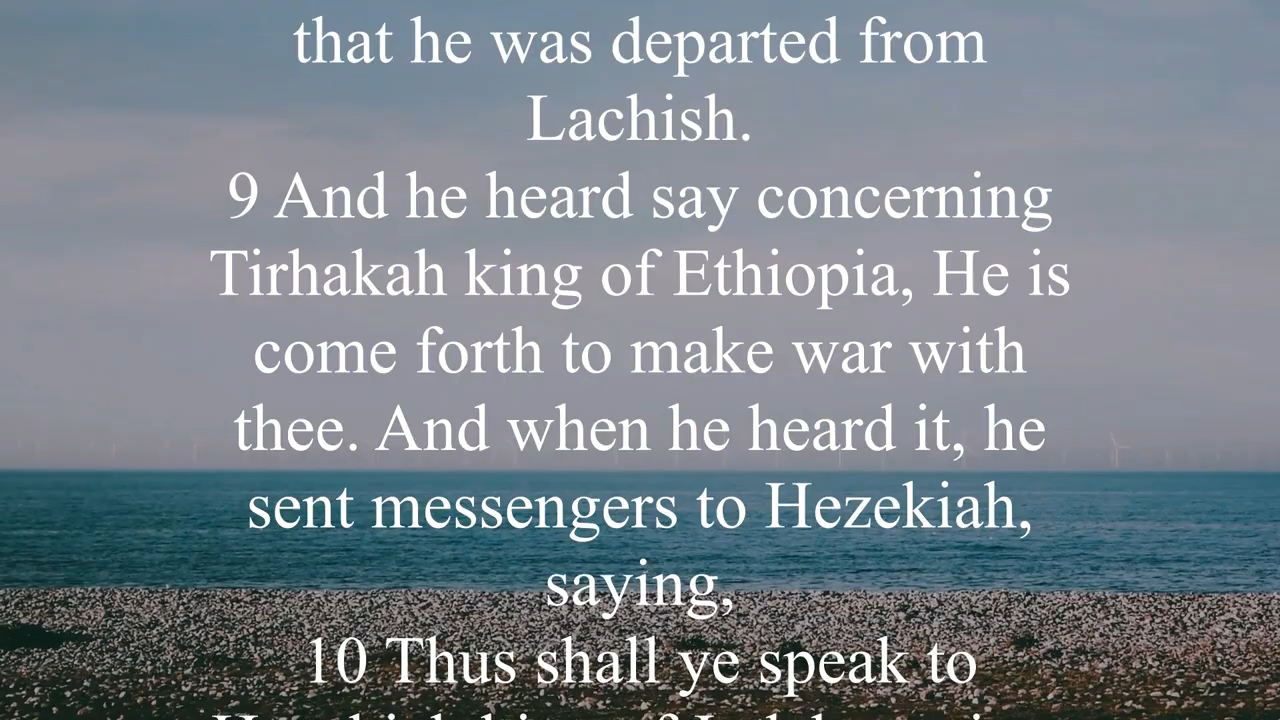 that he was departed from
Lachish.
9 And he heard say concerning
Tirhakah king of Ethiopia, He is
come forth to make war with
thee. And when he heard it, he
sent messengers to Hezekiah,
saying,
10 Thus shall ye speak to